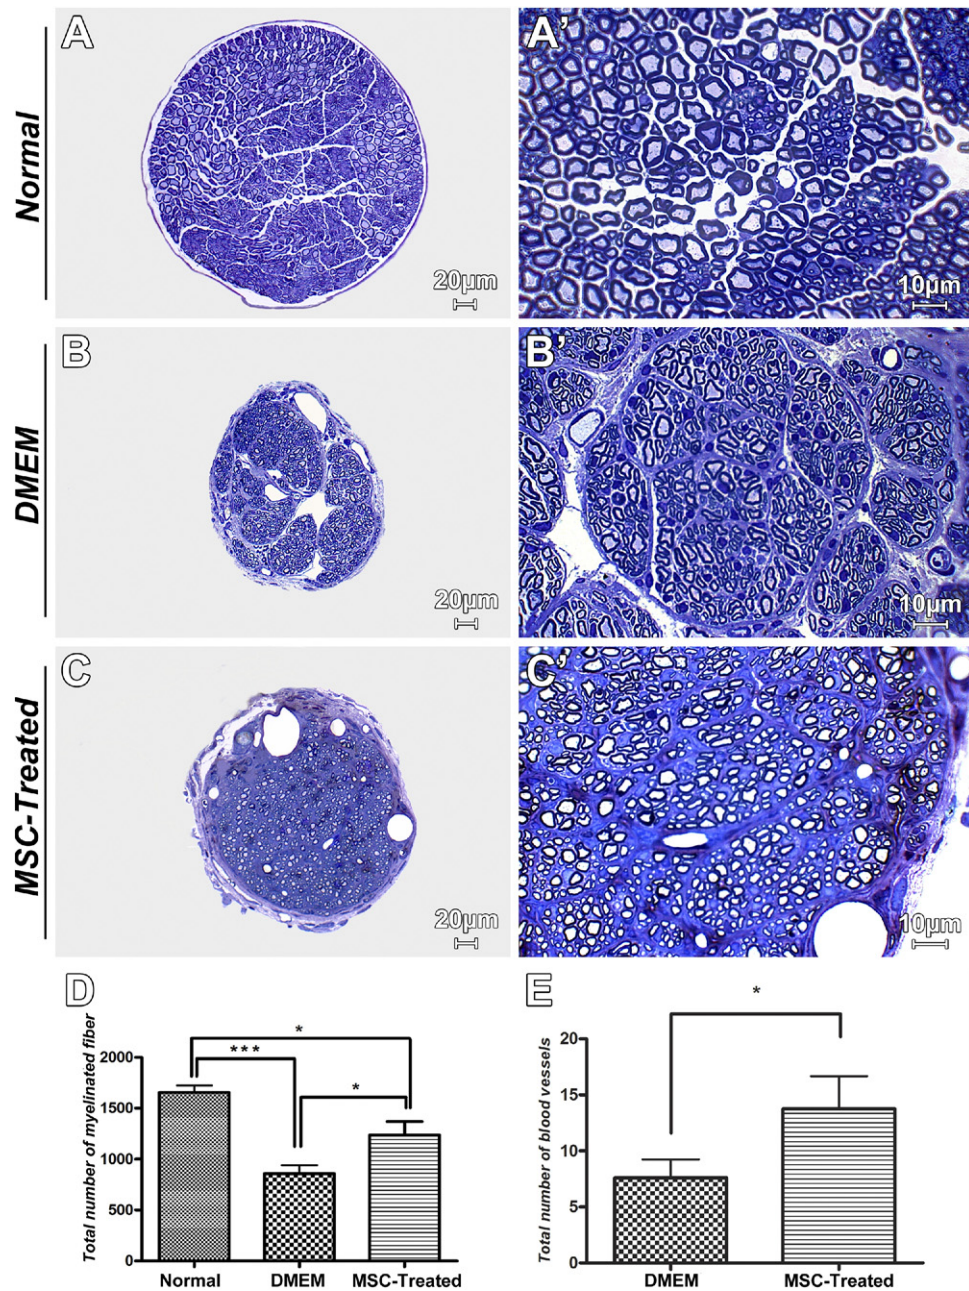 Normal
A
20µm
A'
10µm
DMEM
B
20µm
B'
10µm
MSC-Treated
C
20µm
C'
10µm
D
Total number of myelinated fiber
2000
1500
1000
500
0
*
***
*
Normal DMEM MSC-Treated
E
Total number of blood vessels
20
15
10
5
0
*
DMEM MSC-Treated